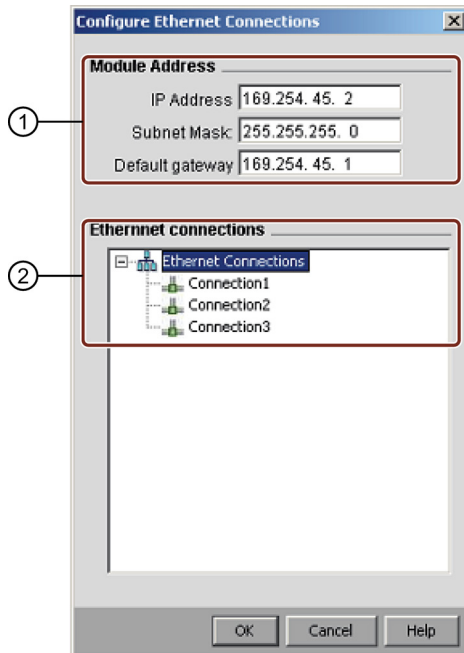 Configure Ethernet Connections
Module Address
IP Address 169.254. 45. 2
Subnet Mask: 255.255.255. 0
Default gateway 169.254. 45. 1
1
Ethernnet connections
Ethernet Connections
2
Connection1
Connection2
Connection3
OK Cancel Help